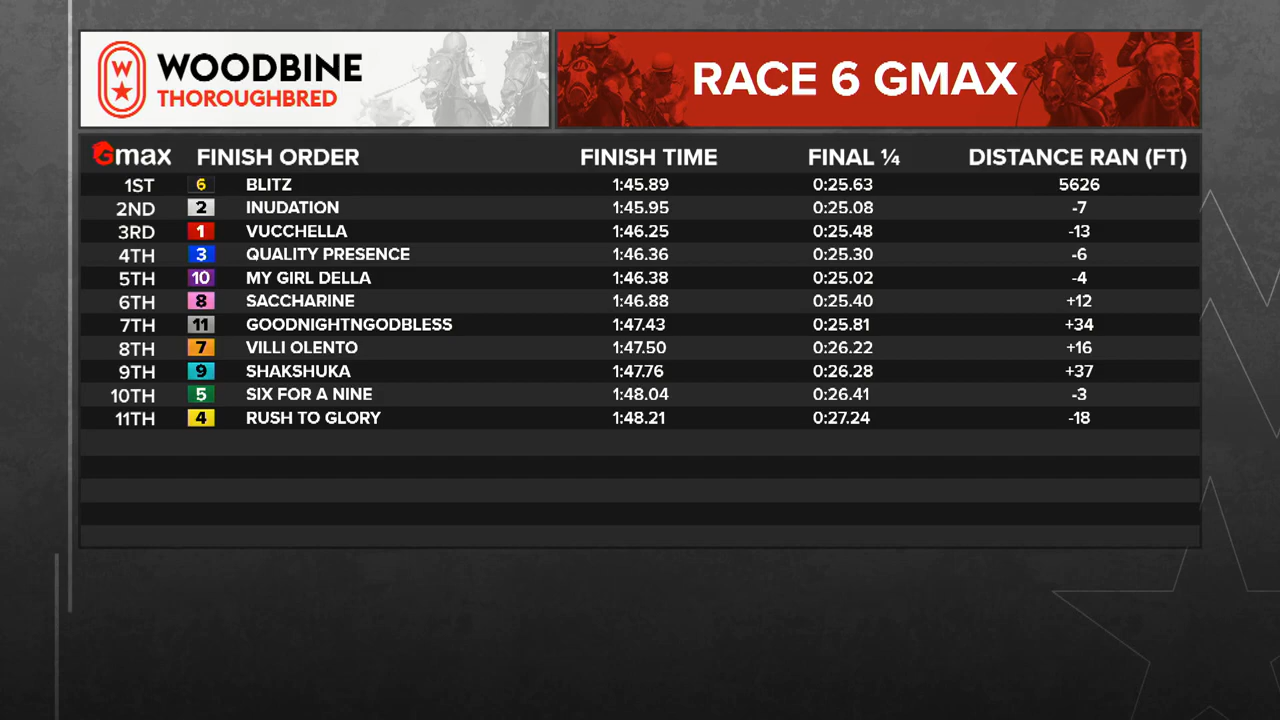 W WOODBINE
THOROUGHBRED
RACE 6 GMAX
Gmax FINISH ORDER FINISH TIME FINAL ¼ DISTANCE RAN (FT)
1ST 6 BLITZ 1:45.89 0:25.63 5626
2ND 2 INUDATION 1:45.95 0:25.08 -7
3RD 1 VUCCHELLA 1:46.25 0:25.48 -13
4TH 3 QUALITY PRESENCE 1:46.36 0:25.30 -6
5TH 10 MY GIRL DELLA 1:46.38 0:25.02 -4
6TH 8 SACCHARINE 1:46.88 0:25.40 +12
7TH 11 GOODNIGHTNGODBLESS 1:47.43 0:25.81 +34
8TH 7 VILLI OLENTO 1:47.50 0:26.22 +16
9TH 9 SHAKSHUKA 1:47.76 0:26.28 +37
10TH 5 SIX FOR A NINE 1:48.04 0:26.41 -3
11TH 4 RUSH TO GLORY 1:48.21 0:27.24 -18